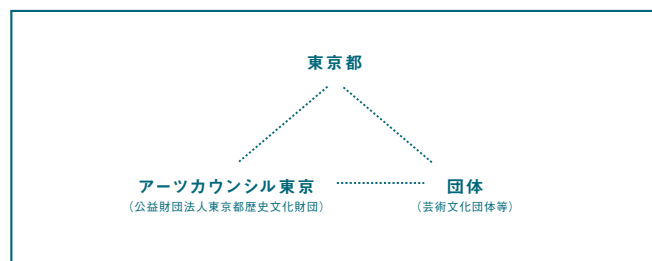 東京都
アーツカウンシル東京
団体
（公益財団法人東京都歴史文化財団）
（芸術文化団体等）